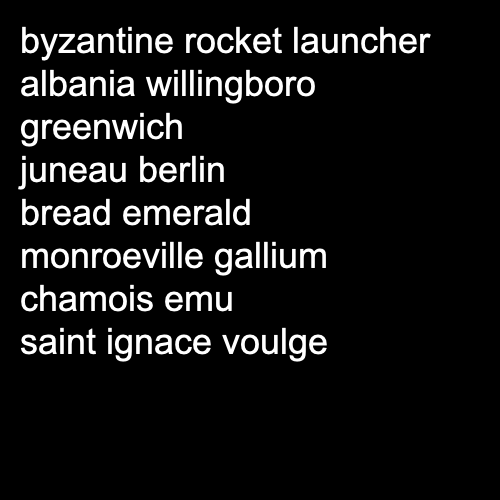 byzantine rocket launcher
albania willingboro
greenwich
juneau berlin
bread emerald
monroeville gallium
chamois emu
saint ignace voulge